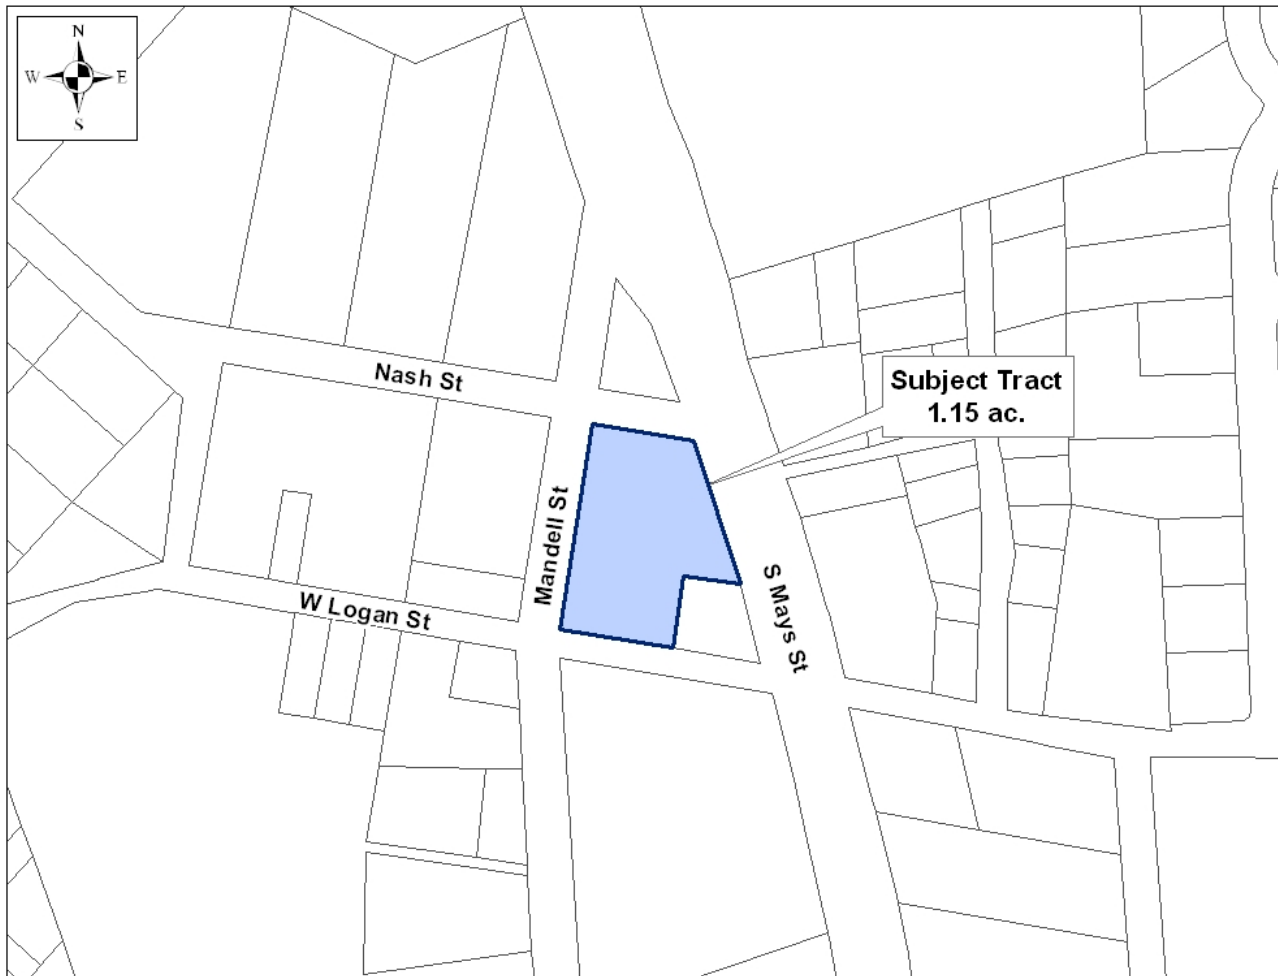 N
W E
S
Nash St
Subject Tract
1.15 ac.
Mandell St
S Mays St
W Logan St